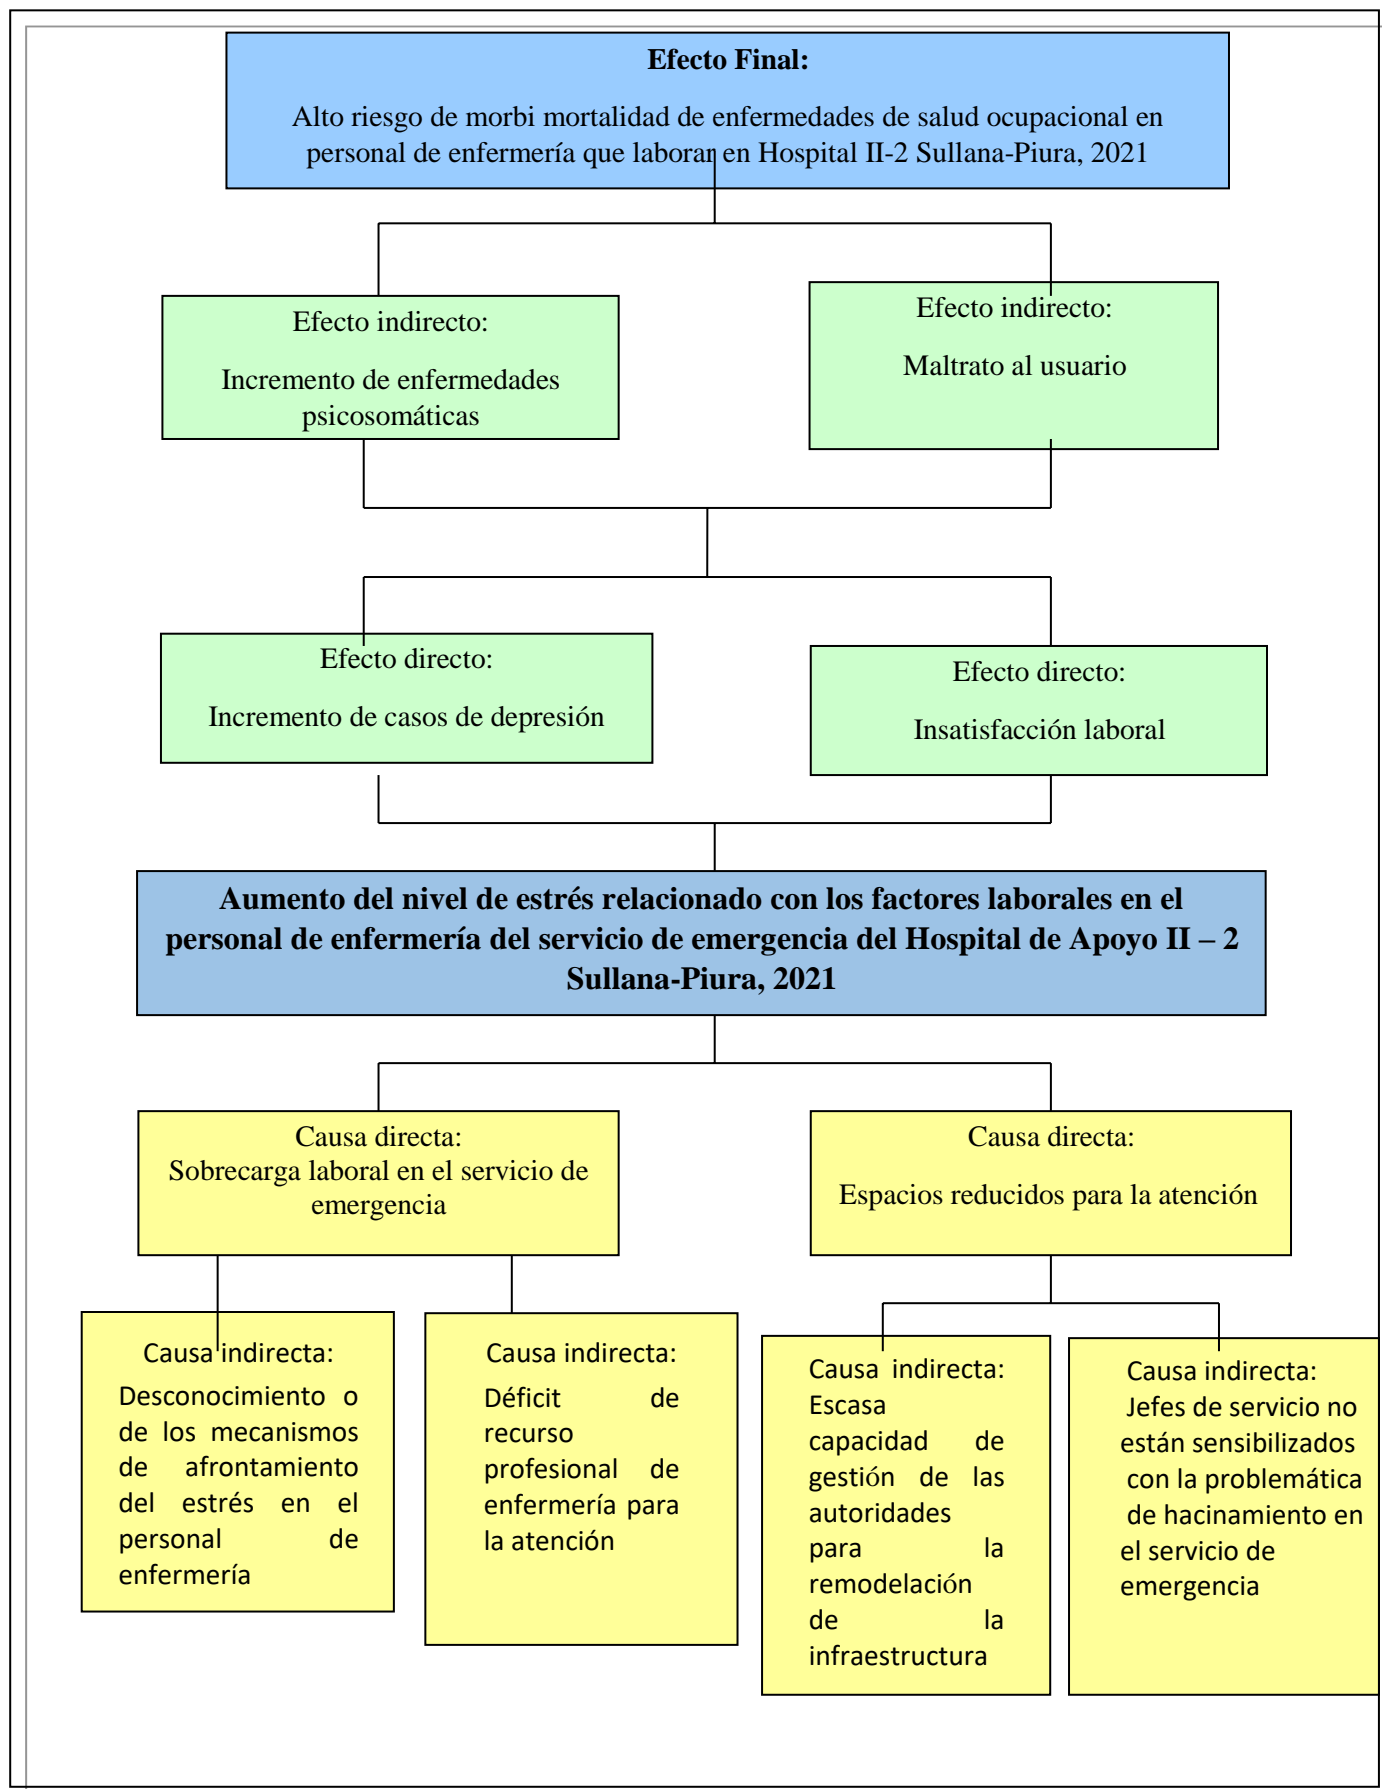 Efecto Final:
Alto riesgo de morbi mortalidad de enfermedades de salud ocupacional en
personal de enfermería que laborar en Hospital II-2 Sullana-Piura, 2021
Efecto indirecto:
Incremento de enfermedades
psicosomáticas
Efecto indirecto:
Maltrato al usuario
Efecto directo:
Incremento de casos de depresión
Efecto directo:
Insatisfacción laboral
Aumento del nivel de estrés relacionado con los factores laborales en el
personal de enfermería del servicio de emergencia del Hospital de Apoyo II – 2
Sullana-Piura, 2021
Causa directa:
Sobrecarga laboral en el servicio de
emergencia
Causa directa:
Espacios reducidos para la atención
Causa indirecta:
Desconocimiento o
de los mecanismos
de afrontamiento
del estrés en el
personal de
enfermería
Causa indirecta:
Déficit de
recurso
profesional de
enfermería para
la atención
Causa indirecta:
Escasa
capacidad de
gestión de las
autoridades
para la
remodelación
de la
infraestructura
Causa indirecta:
Jefes de servicio no
están sensibilizados
con la problemática
de hacinamiento en
el servicio de
emergencia